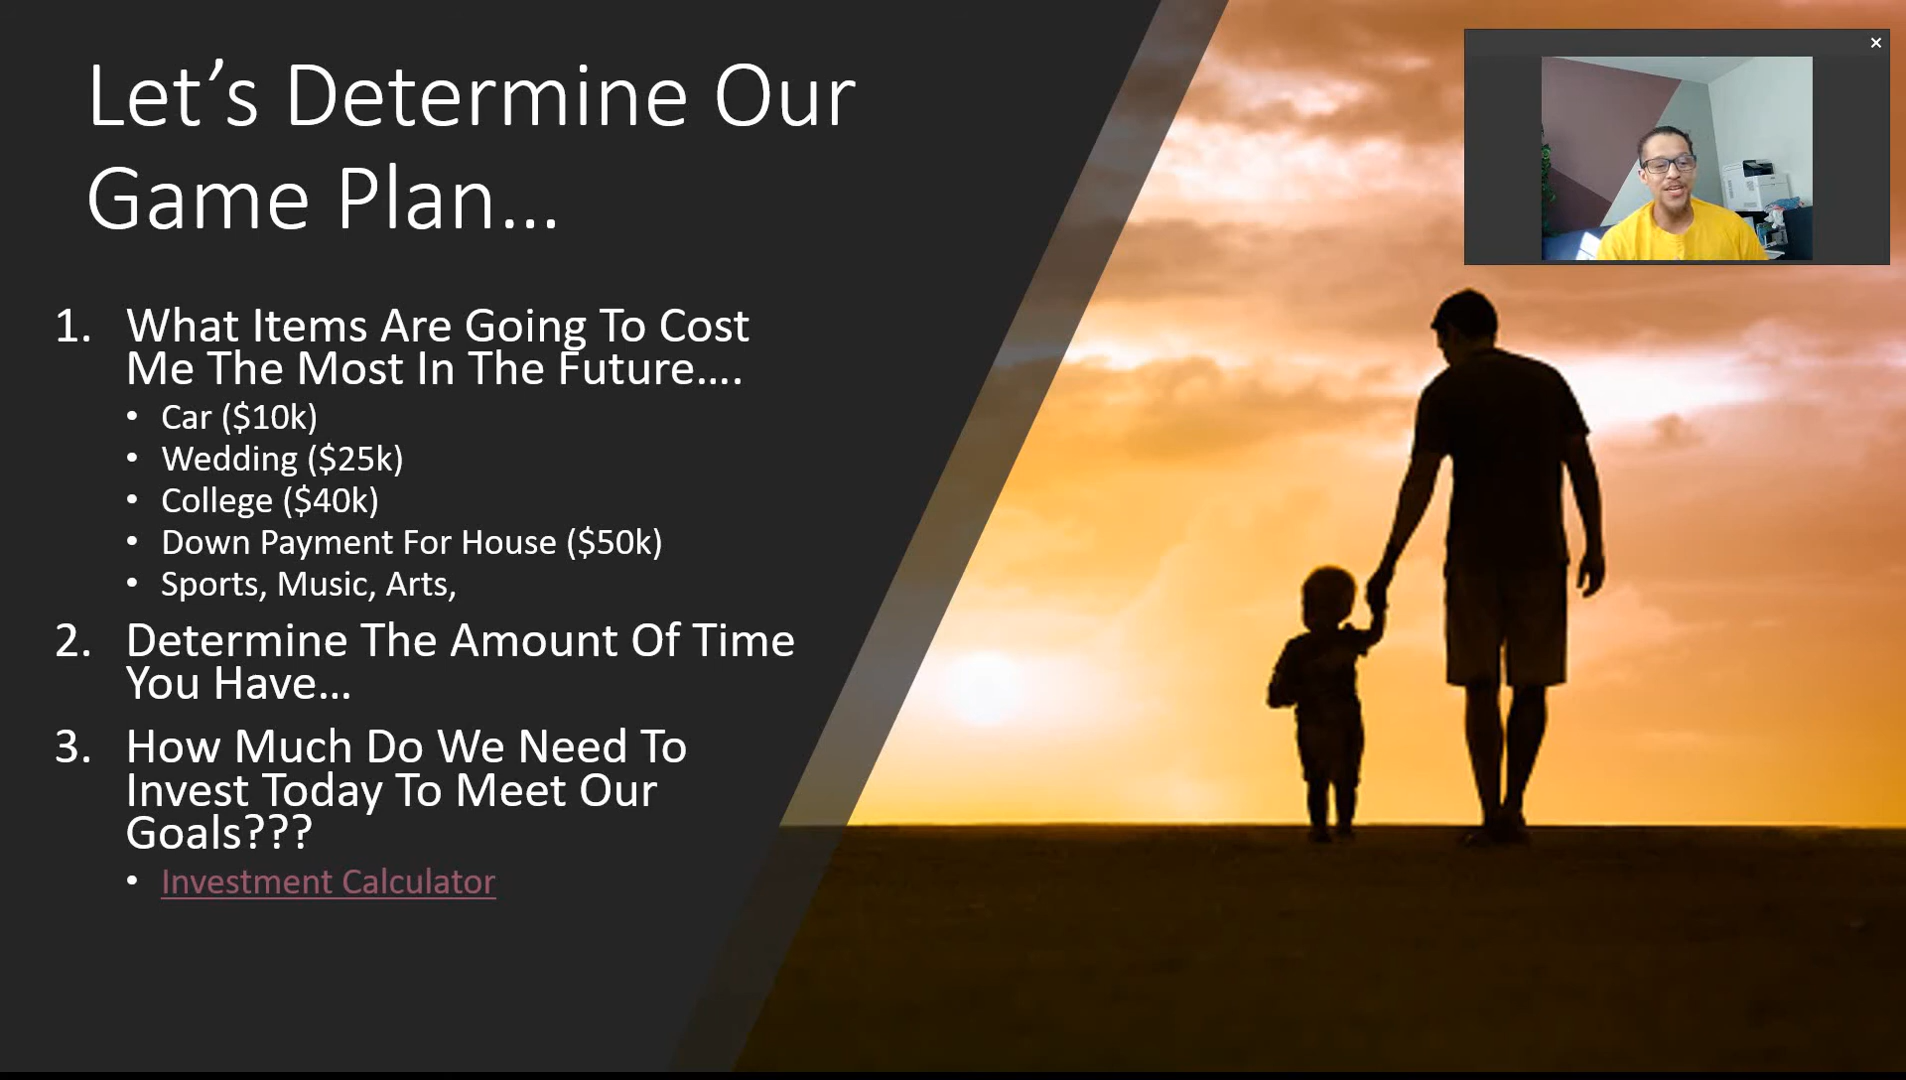 Let’s Determine Our
Game Plan…
1. What Items Are Going To Cost
Me The Most In The Future….
• Car ($10k)
• Wedding ($25k)
• College ($40k)
• Down Payment For House ($50k)
• Sports, Music, Arts,
2. Determine The Amount Of Time
You Have…
3. How Much Do We Need To
Invest Today To Meet Our
Goals???
• Investment Calculator